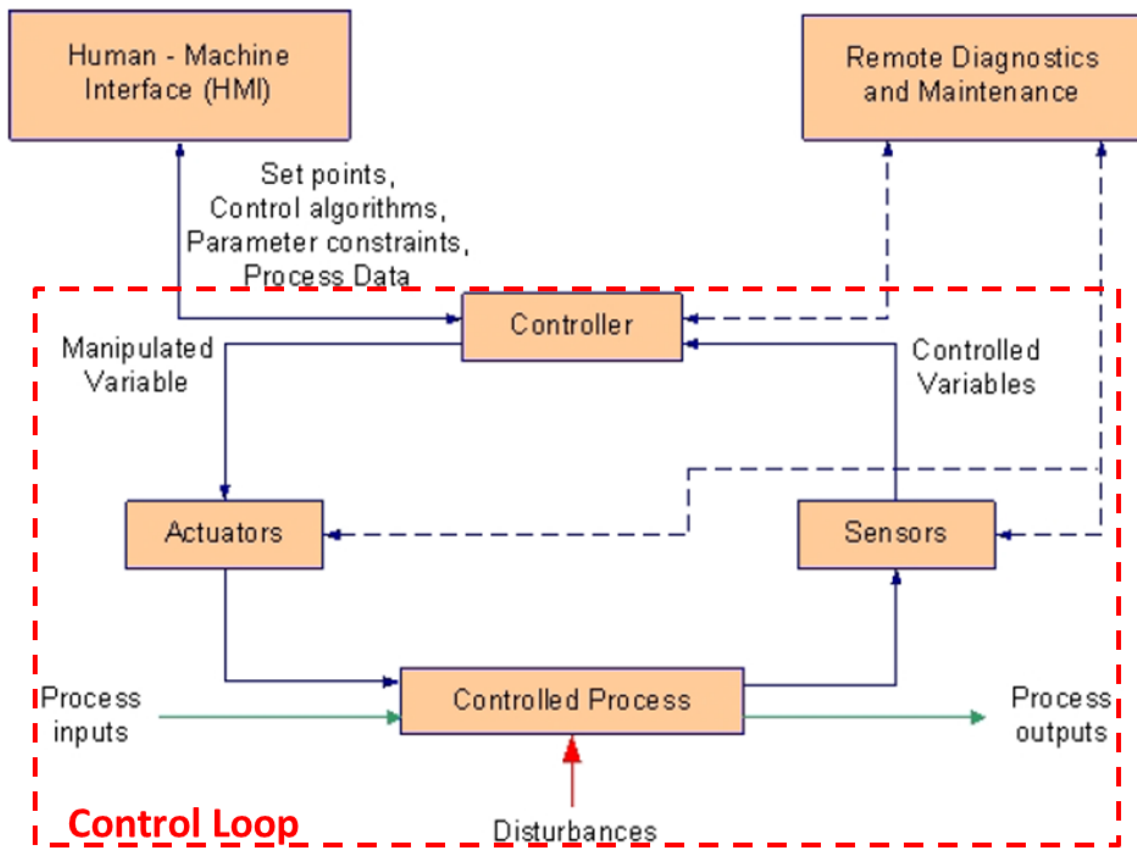 Human - Machine
Interface (HMI)
Remote Diagnostics
and Maintenance
Set points,
Control algorithms,
Parameter constraints,
Process Data
Controller
Manipulated
Variable
Controlled
Variables
Actuators
Sensors
Process
inputs
Controlled Process
Process
outputs
Control Loop
Disturbances